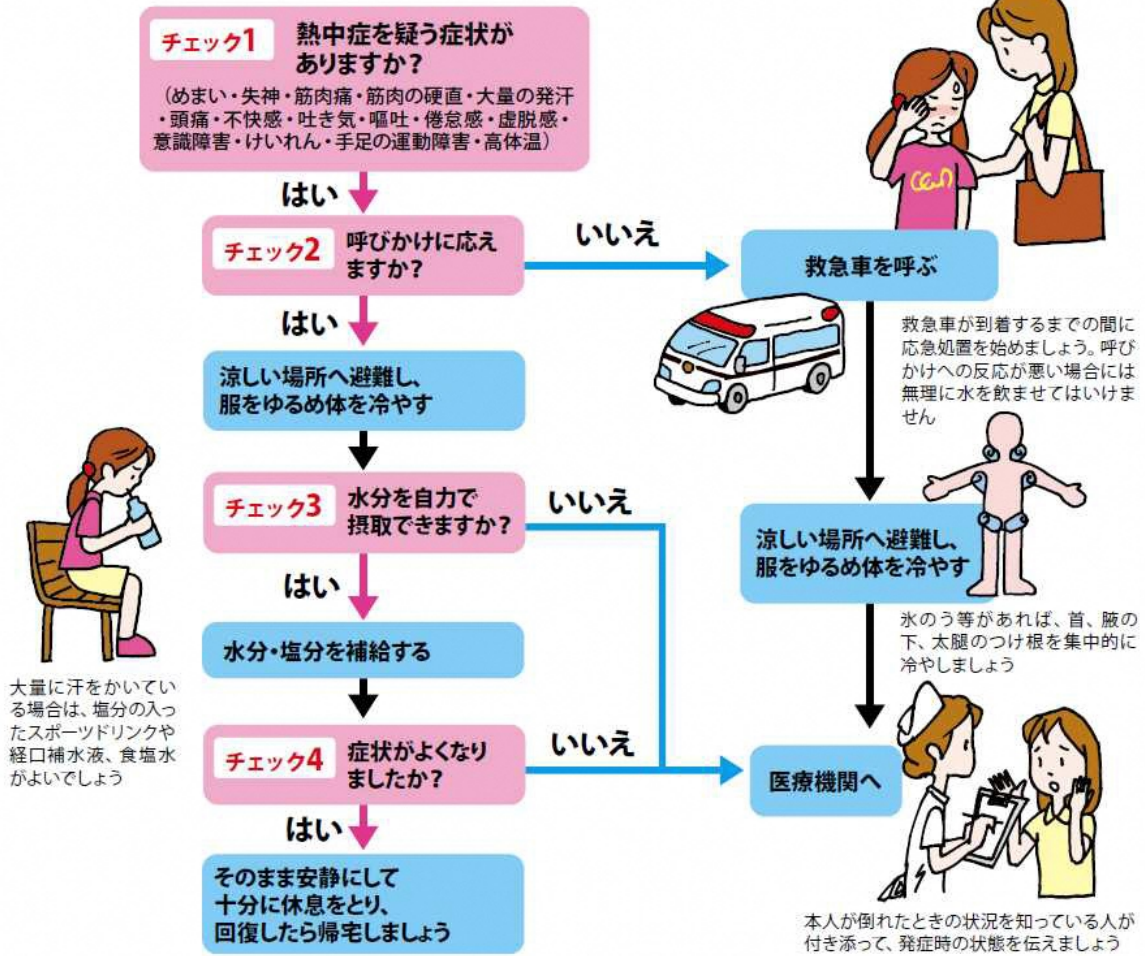 チェック1
熱中症を疑う症状が
ありますか？
（めまい・失神・筋肉痛・筋肉の硬直・大量の発汗
・頭痛・不快感・吐き気・嘔吐・倦怠感・虚脱感・
意識障害・けいれん・手足の運動障害・高体温）
はい
チェック2
呼びかけに応え
ますか？
いいえ
救急車を呼ぶ
救急車が到着するまでの間に
応急処置を始めましょう。呼び
かけへの反応が悪い場合には
無理に水を飲ませてはいけま
せん
はい
涼しい場所へ避難し、
服をゆるめ体を冷やす
チェック3
水分を自力で
摂取できますか？
いいえ
涼しい場所へ避難し、
服をゆるめ体を冷やす
氷のう等があれば、首、腋の
下、太腿のつけ根を集中的に
冷やしましょう
はい
水分・塩分を補給する
大量に汗をかいてい
る場合は、塩分の入っ
たスポーツドリンクや
経口補水液、食塩水
がよいでしょう
チェック4
症状がよくなり
ましたか？
いいえ
医療機関へ
はい
そのまま安静にして
十分に休息をとり、
回復したら帰宅しましょう
本人が倒れたときの状況を知っている人が
付き添って、発症時の状態を伝えましょう